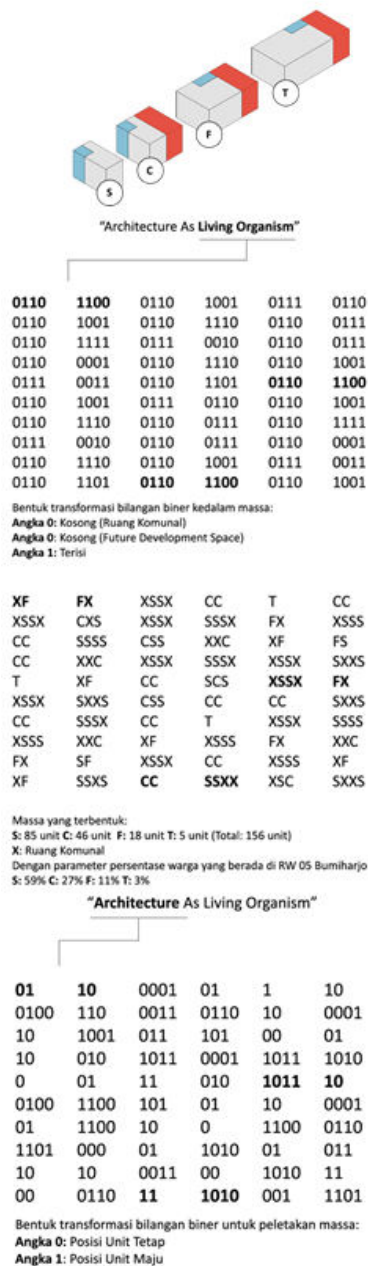 T
F
C
S
"Architecture As Living Organism"
0110 1100 0110 1001 0111 0110
0110 1001 0110 1110 0110 0111
0110 1111 0111 0010 0110 0111
0110 0001 0110 1110 0110 1001
0111 0011 0110 1101 0110 1100
0110 1001 0111 0110 0110 1001
0110 1110 0110 0111 0110 1111
0111 0010 0110 0111 0110 0001
0110 1110 0110 1001 0111 0011
0110 1101 0110 1100 0110 1001
Bentuk transformasi bilangan biner kedalam massa:
Angka 0: Kosong (Ruang Komunal)
Angka 0: Kosong (Future Development Space)
Angka 1: Terisi
XF FX XSSX CC T CC
XSSX CXS XSSX SSSX FX XSSS
CC SSSS CSS XXC XF FS
CC XXC XSSX SSSX XSSX SXXS
T XF CC SCS XSSX FX
XSSX SXXS CSS CC CC SXXS
CC SSSX CC T XSSX SSSS
XSSS XXC XF XSSS FX XXC
FX SF XSSX CC XSSS XF
XF SSXS CC SSXX XSC SXXS
Massa yang terbentuk:
S: 85 unit C: 46 unit F: 18 unit T: 5 unit (Total: 156 unit)
X: Ruang Komunal
Dengan parameter persentase warga yang berada di RW 05 Bumiharjo
S: 59% C: 27% F: 11% T: 3%
"Architecture As Living Organism"
01 10 0001 01 1 10
0100 110 0011 0110 10 0001
10 1001 011 101 00 01
10 010 1011 0001 1011 1010
0 01 11 010 1011 10
0100 1100 101 01 10 0001
01 1100 10 0 1100 0110
1101 000 01 1010 01 011
10 10 0011 00 1010 11
00 0110 11 1010 001 1101
Bentuk transformasi bilangan biner untuk peletakan massa:
Angka 0: Posisi Unit Tetap
Angka 1: Posisi Unit Maju